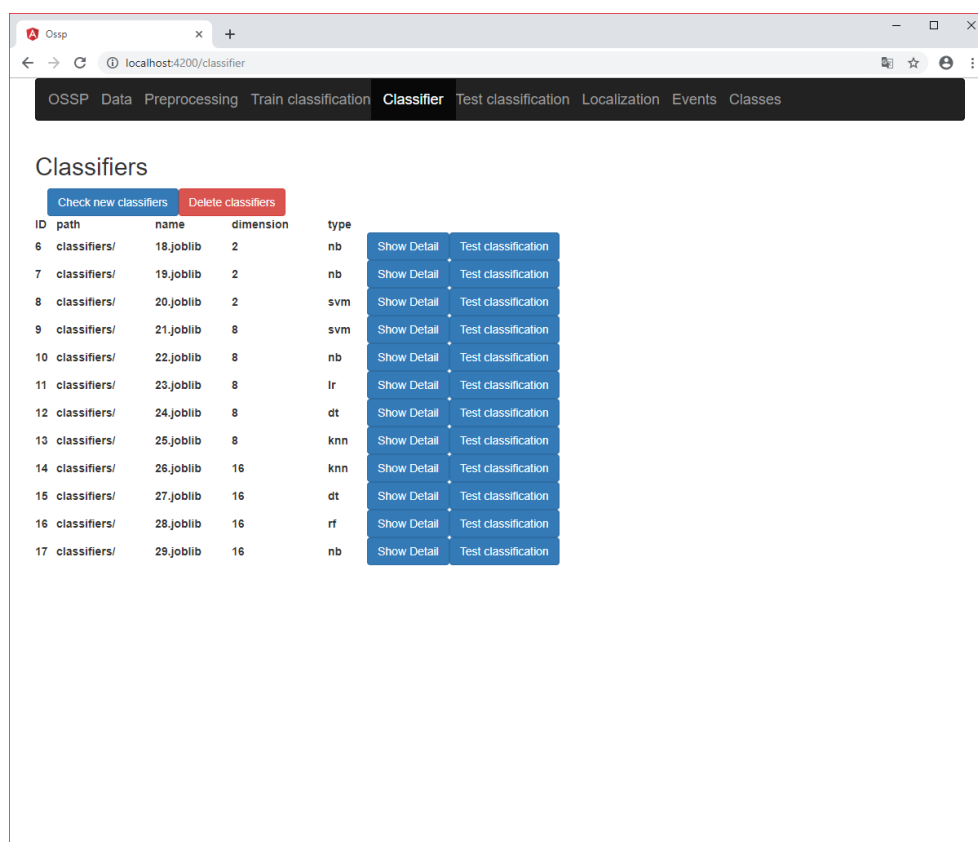 Ossp
localhost:4200/classifier
OSSP Data Preprocessing Train classification Classifier Test classification Localization Events Classes
Classifiers
Check new classifiers Delete classifiers
ID path name dimension type
6 classifiers/ 18.joblib 2 nb Show Detail Test classification
7 classifiers/ 19.joblib 2 nb Show Detail Test classification
8 classifiers/ 20.joblib 2 svm Show Detail Test classification
9 classifiers/ 21.joblib 8 svm Show Detail Test classification
10 classifiers/ 22.joblib 8 nb Show Detail Test classification
11 classifiers/ 23.joblib 8 lr Show Detail Test classification
12 classifiers/ 24.joblib 8 dt Show Detail Test classification
13 classifiers/ 25.joblib 8 knn Show Detail Test classification
14 classifiers/ 26.joblib 16 knn Show Detail Test classification
15 classifiers/ 27.joblib 16 dt Show Detail Test classification
16 classifiers/ 28.joblib 16 rf Show Detail Test classification
17 classifiers/ 29.joblib 16 nb Show Detail Test classification